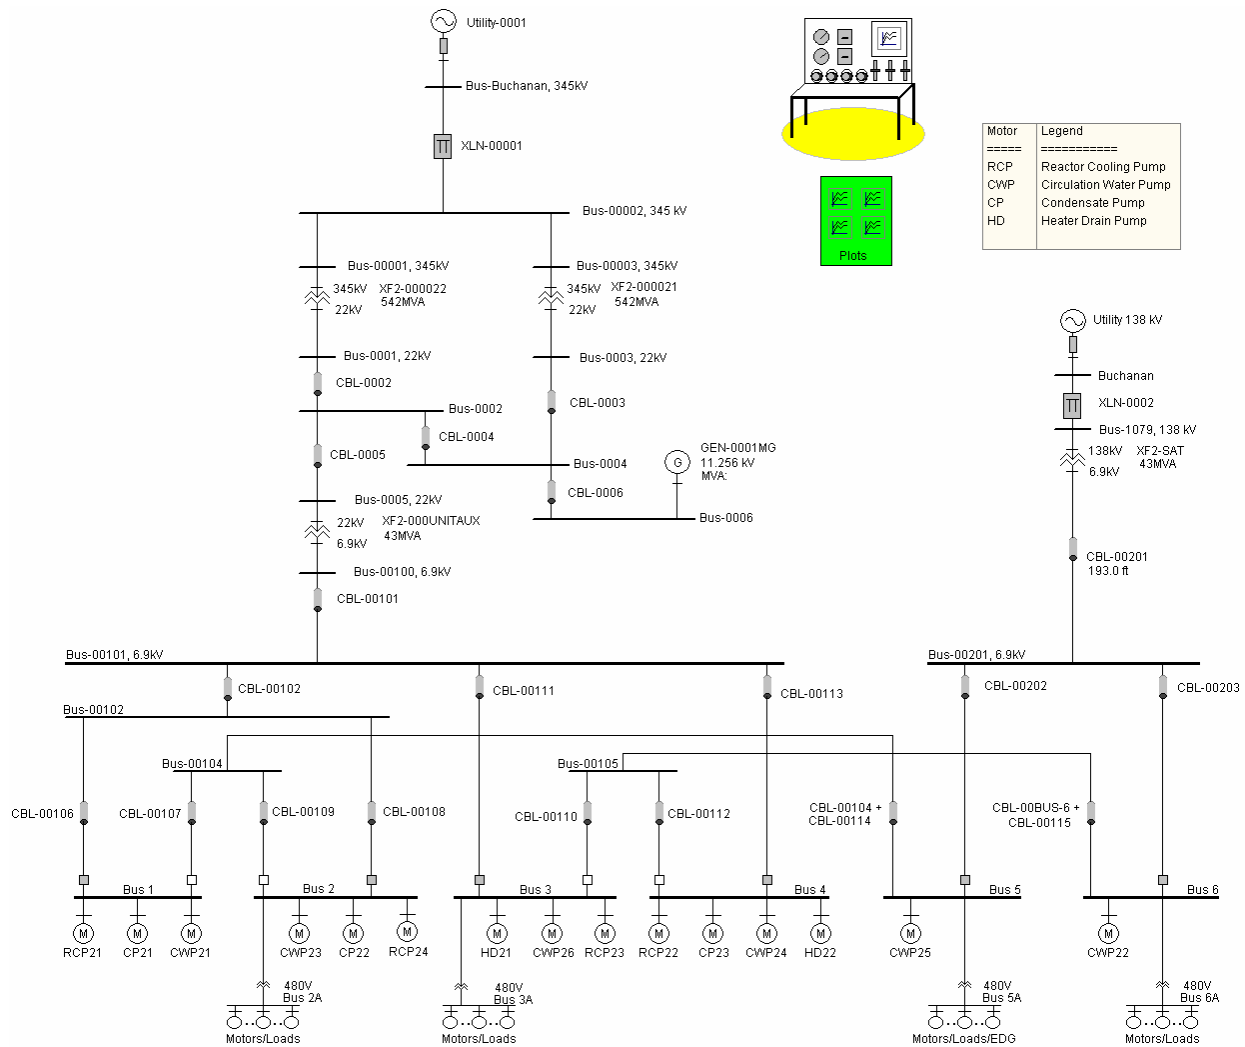 Utility-0001
Bus-Buchanan, 345kV
XLN-00001
Bus-00002, 345 kV
Bus-00001, 345kV
345kV XF2-000022
542MVA
22kV
Bus-00003, 345kV
345kV XF2-000021
542MVA
22kV
Bus-0001, 22kV
CBL-0002
Bus-0003, 22kV
CBL-0003
Bus-0002
CBL-0004
CBL-0005
Bus-0004
CBL-0006
GEN-0001MG
11.256 kV
MVA:
G
Bus-0006
Bus-0005, 22kV
22kV XF2-000UNITAUX
43MVA
6.9kV
Bus-00100, 6.9kV
CBL-00101
Plots
Motor Legend
===== ===========
RCP Reactor Cooling Pump
CWP Circulation Water Pump
CP Condensate Pump
HD Heater Drain Pump
Utility 138 kV
Buchanan
XLN-0002
Bus-1079, 138 kV
138kV XF2-SAT
43MVA
6.9kV
CBL-00201
193.0 ft
Bus-00101, 6.9kV
Bus-00201, 6.9kV
CBL-00102
CBL-00111
CBL-00113
CBL-00202
CBL-00203
Bus-00102
Bus-00104
Bus-00105
CBL-00106
CBL-00107
CBL-00109
CBL-00108
CBL-00110
CBL-00112
CBL-00104 +
CBL-00114
CBL-00BUS-6 +
CBL-00115
Bus 1
Bus 2
Bus 3
Bus 4
Bus 5
Bus 6
M M M M M M M M M M M M M M M
RCP21 CP21 CWP21 CWP23 CP22 RCP24 HD21 CWP26 RCP23 RCP22 CP23 CWP24 HD22 CWP25 CWP22
480V
Bus 2A
Motors/Loads
480V
Bus 3A
Motors/Loads
480V
Bus 5A
Motors/Loads/EDG
480V
Bus 6A
Motors/Loads